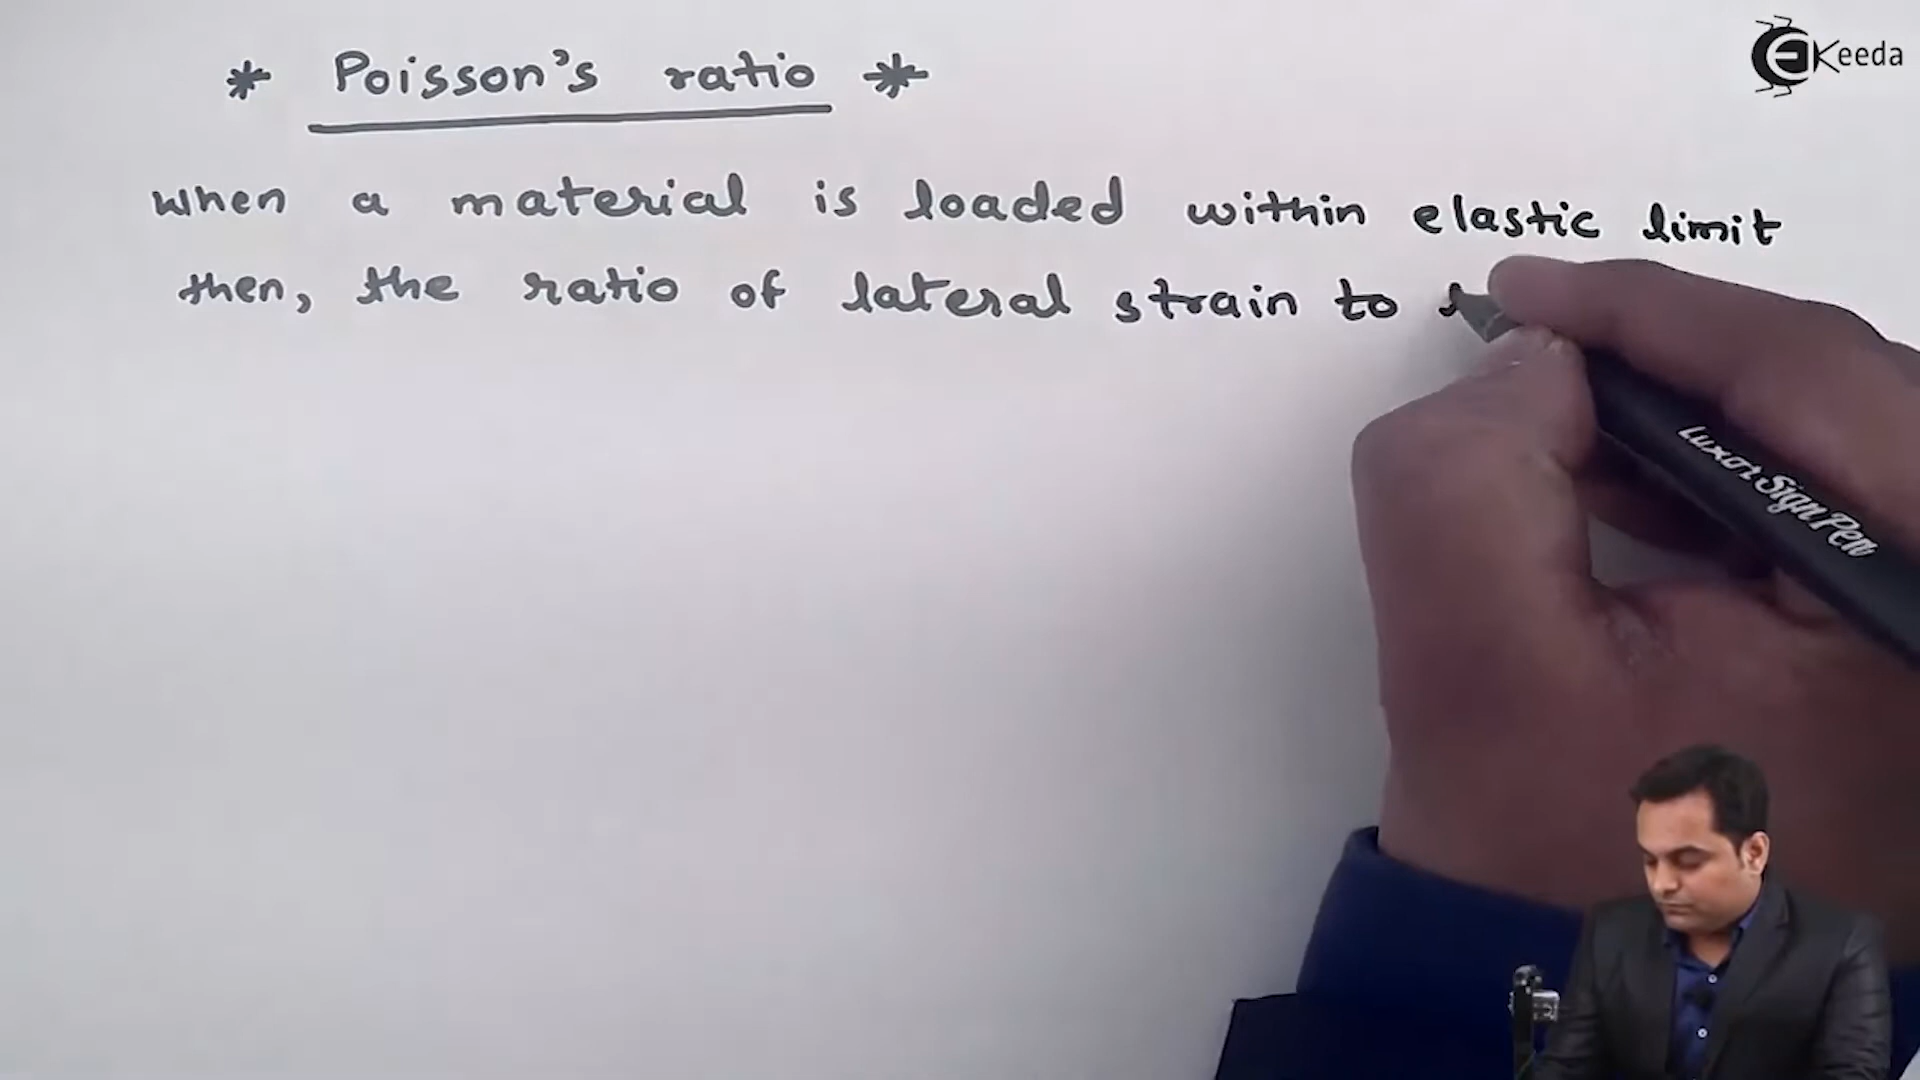 * Poisson's ratio *
EKeeda
When a material is loaded within elastic limit
then, the ratio of lateral strain to
Luxor Sign Pen